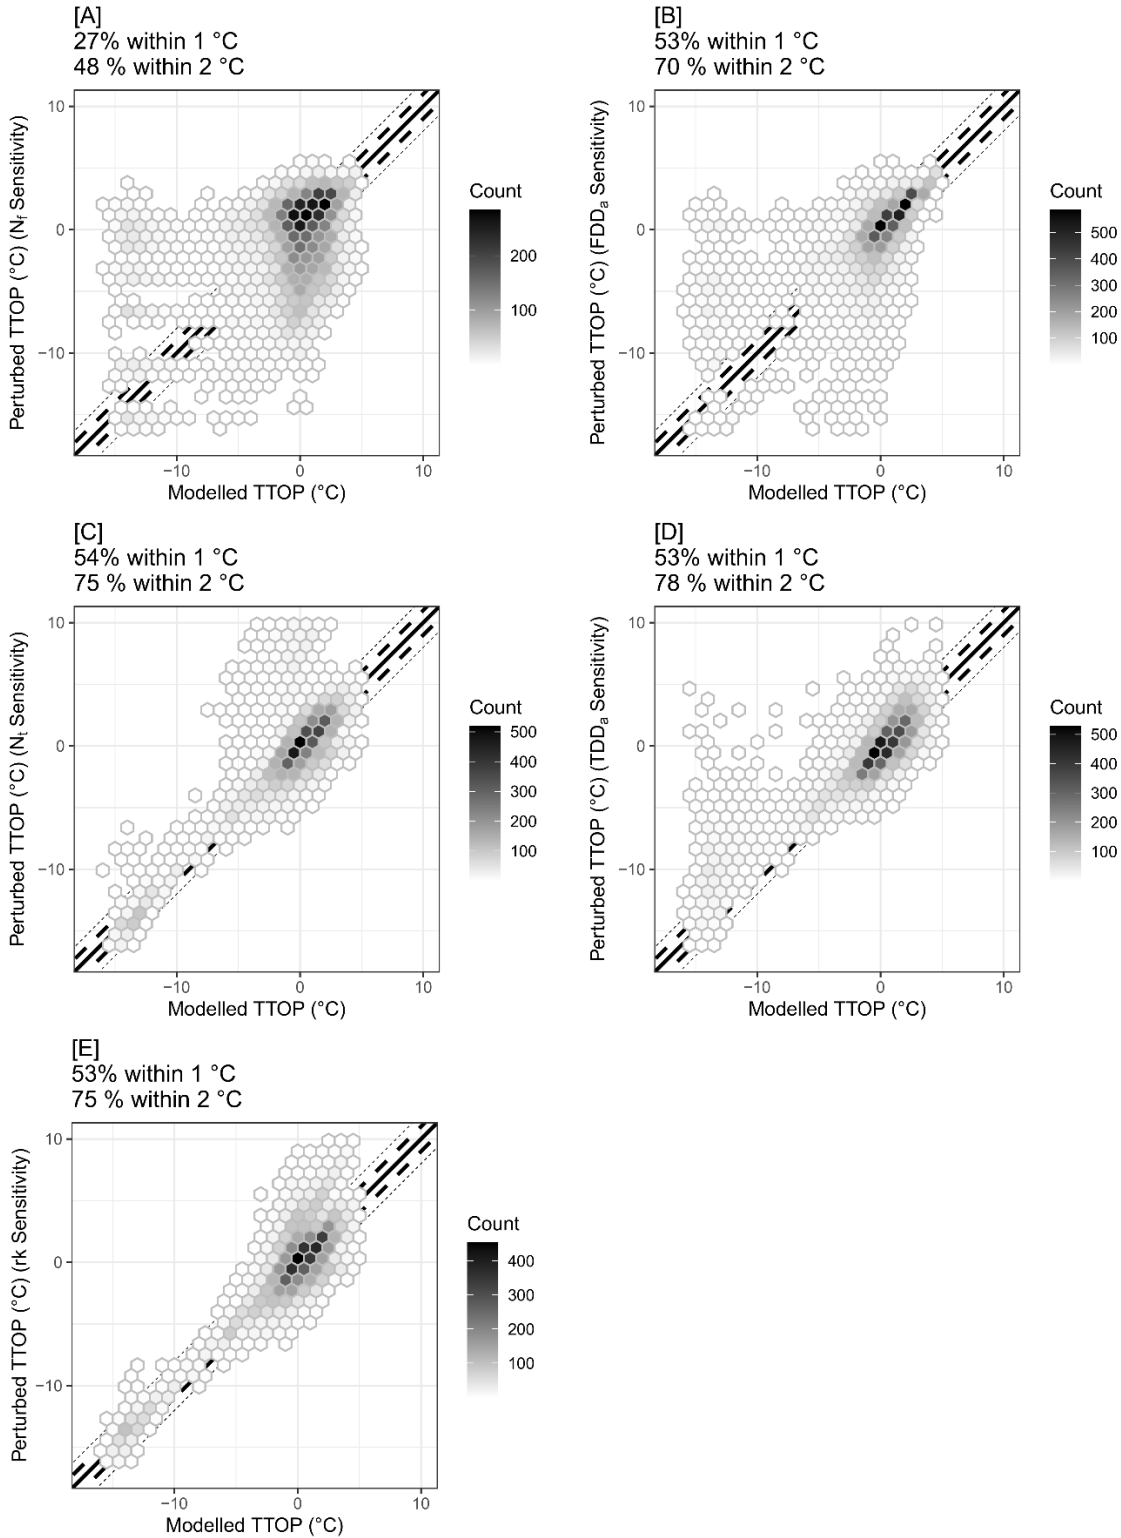 [A]
27% within 1 °C
48 % within 2 °C
Perturbed TTOP (°C) (Nf Sensitivity)
10
0
−10
−10
0
10
Modelled TTOP (°C)
Count
200
100
[B]
53% within 1 °C
70 % within 2 °C
Perturbed TTOP (°C) (FDDa Sensitivity)
10
0
−10
−10
0
10
Modelled TTOP (°C)
Count
500
400
300
200
100
[C]
54% within 1 °C
75 % within 2 °C
Perturbed TTOP (°C) (Nt Sensitivity)
10
0
−10
−10
0
10
Modelled TTOP (°C)
Count
500
400
300
200
100
[D]
53% within 1 °C
78 % within 2 °C
Perturbed TTOP (°C) (TDDa Sensitivity)
10
0
−10
−10
0
10
Modelled TTOP (°C)
Count
500
400
300
200
100
[E]
53% within 1 °C
75 % within 2 °C
Perturbed TTOP (°C) (rk Sensitivity)
10
0
−10
−10
0
10
Modelled TTOP (°C)
Count
400
300
200
100